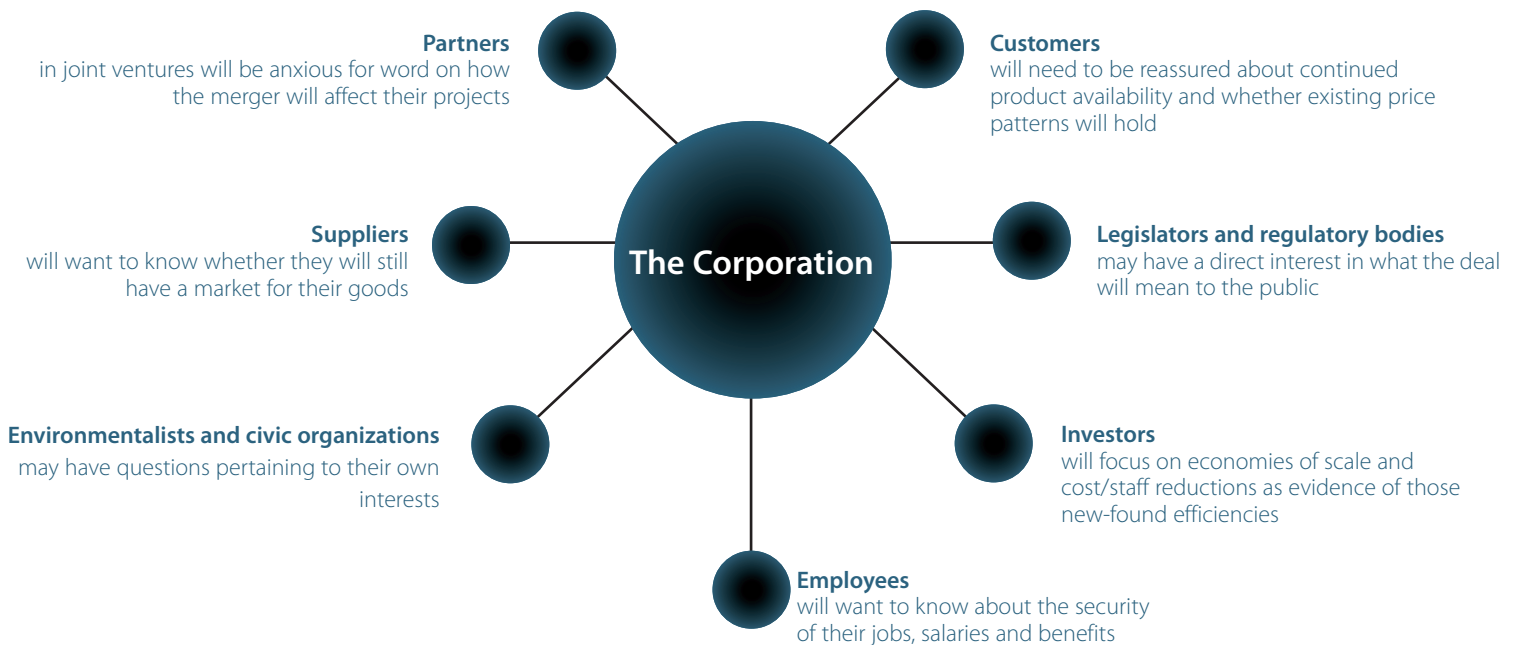 Partners
in joint ventures will be anxious for word on how
the merger will affect their projects
Customers
will need to be reassured about continued
product availability and whether existing price
patterns will hold
Suppliers
will want to know whether they will still
have a market for their goods
The Corporation
Legislators and regulatory bodies
may have a direct interest in what the deal
will mean to the public
Environmentalists and civic organizations
may have questions pertaining to their own
interests
Investors
will focus on economies of scale and
cost/staff reductions as evidence of those
new-found efficiencies
Employees
will want to know about the security
of their jobs, salaries and benefits